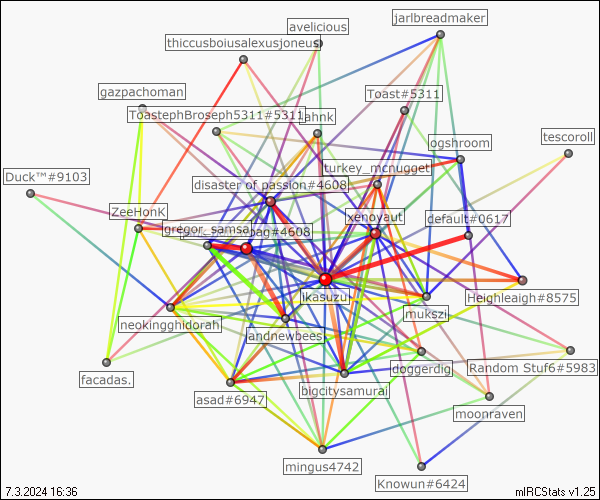 avelicious
jarlbreadmaker
thiccusboiusalexusjoneus
gazpachoman
Toast#5311
ToastephBroseph5311#5311
ahnk
ogshroom
tescoroll
turkey_mcnugget
Duck™#9103
disaster of passion#4608
ZeeHonK
xenoyaut
default#0617
gregor_samsa.
bag#4608
ikasuzu
Heighleaigh#8575
mukszi
neokingghidorah
andnewbees
doggerdig
Random Stuf6#5983
facadas.
bigcitysamurai
asad#6947
moonraven
mingus4742
Knowun#6424
7.3.2024 16:36
mIRCStats v1.25